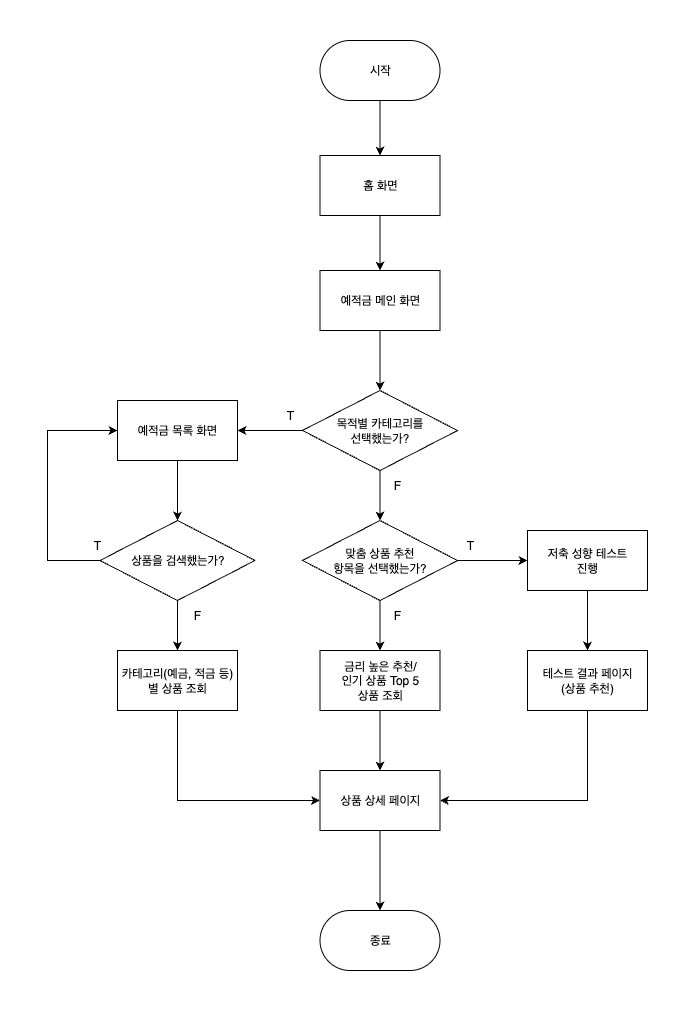 시작
홈 화면
예적금 메인 화면
목적별 카테고리를
선택했는가?
T
예적금 목록 화면
F
상품을 검색했는가?
T
F
맞춤 상품 추천
항목을 선택했는가?
T
저축 성향 테스트
진행
F
카테고리(예금, 적금 등)
별 상품 조회
금리 높은 추천/
인기 상품 Top 5
상품 조회
테스트 결과 페이지
(상품 추천)
상품 상세 페이지
종료